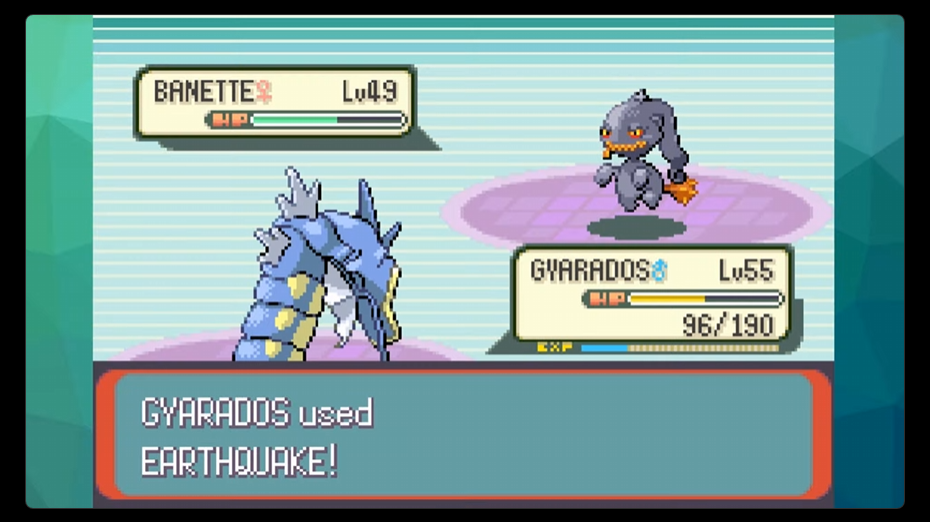 BANETTE♀ Lv49
HP
GYARADOS♂ Lv55
HP
96/190
EXP
GYARADOS used
EARTHQUAKE!